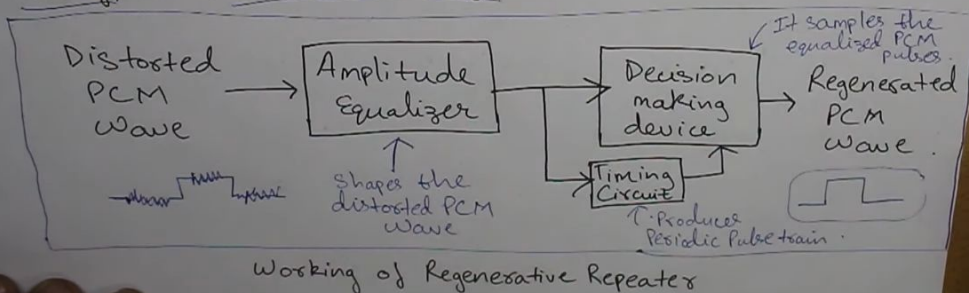 Distorted
PCM
wave
Amplitude
Equalizer
Shapes the
distorted PCM
wave
Decision
making
device
It samples the
equalized PCM
pulses.
Timing
Circuit
Produces
Periodic Pulse train.
Regenerated
PCM
wave.
Working of Regenerative Repeater